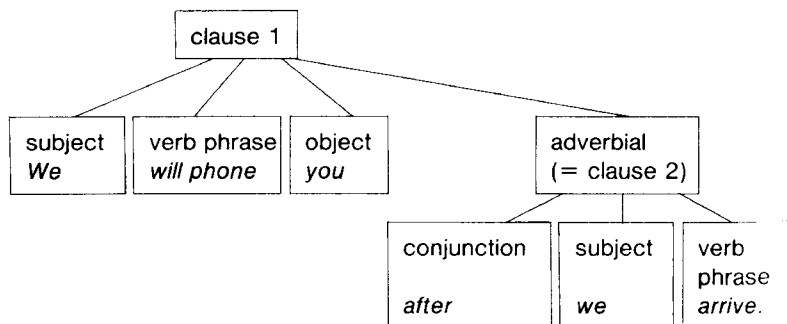 clause 1
subject verb phrase object adverbial
We will phone you (= clause 2)
conjunction subject verb
phrase
after we arrive.